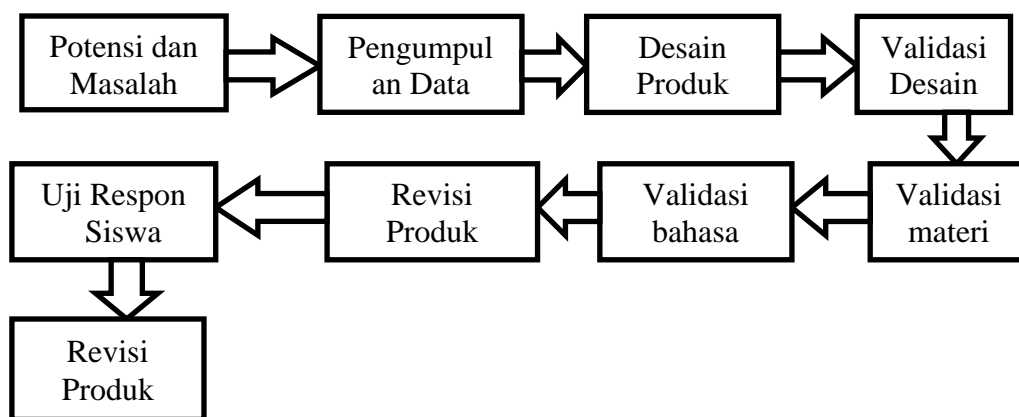 Potensi dan
Masalah
Pengumpul
an Data
Desain
Produk
Validasi
Desain
Validasi
materi
Validasi
bahasa
Revisi
Produk
Uji Respon
Siswa
Revisi
Produk